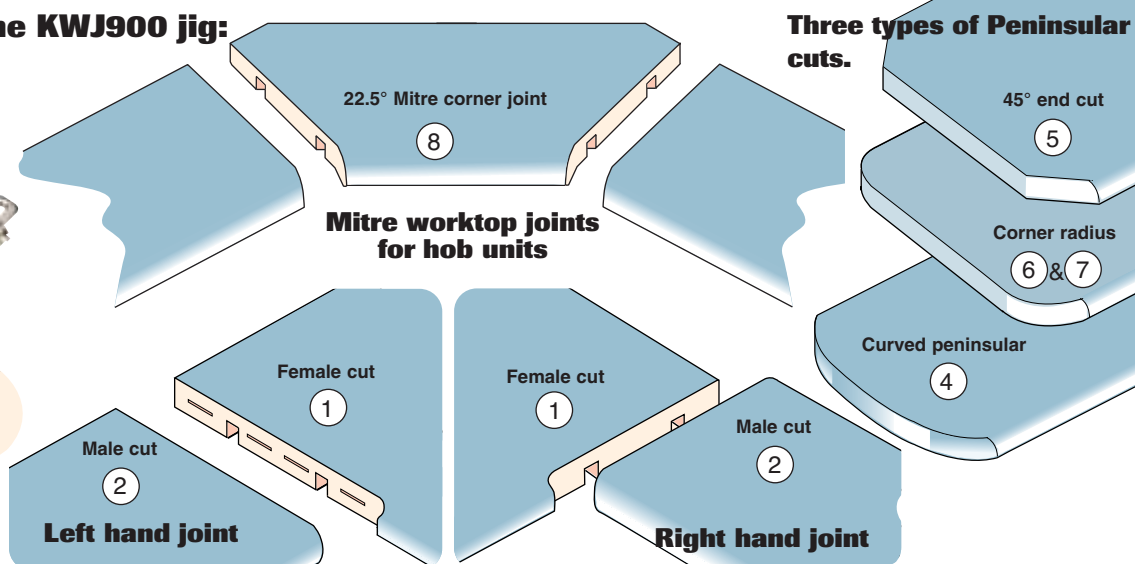 ne KWJ900 jig:
Three types of Peninsular
cuts.
22.5° Mitre corner joint
8
45° end cut
5
Mitre worktop joints
for hob units
Corner radius
6 & 7
Curved peninsular
4
Female cut
1
Female cut
1
Male cut
2
Left hand joint
Male cut
2
Right hand joint